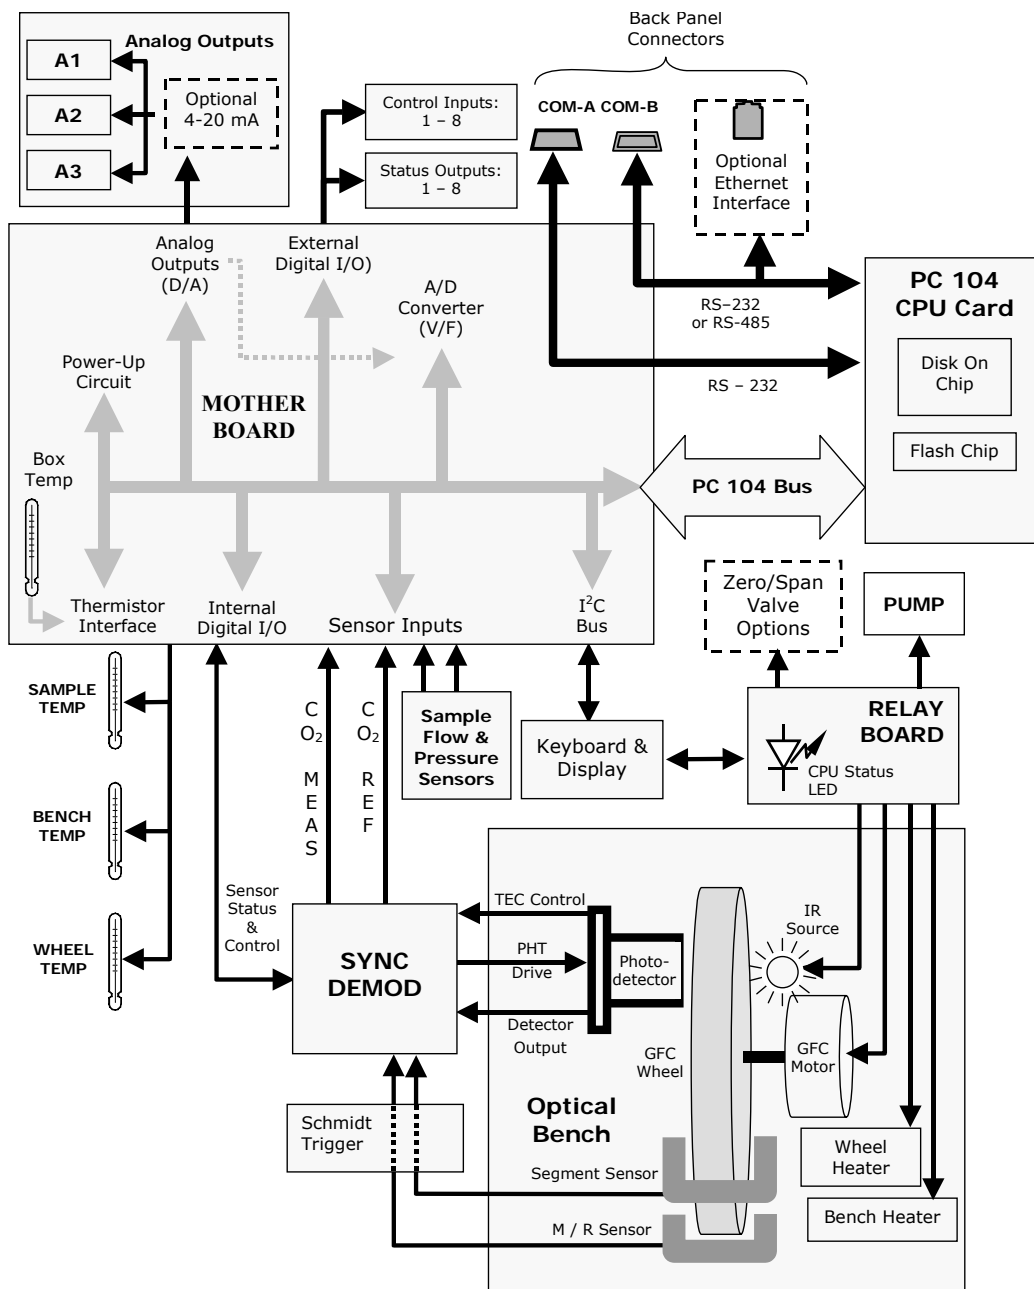 Back Panel
Connectors
Analog Outputs
A1
A2
A3
Optional
4-20 mA
Control Inputs:
1 – 8
Status Outputs:
1 – 8
COM-A COM-B
Optional
Ethernet
Interface
Analog
Outputs
(D/A)
External
Digital I/O)
A/D
Converter
(V/F)
RS–232
or RS-485
RS – 232
PC 104
CPU Card
Disk On
Chip
Flash Chip
Power-Up
Circuit
MOTHER
BOARD
Box
Temp
PC 104 Bus
Thermistor
Interface
Internal
Digital I/O
Sensor Inputs
I2C
Bus
Zero/Span
Valve
Options
PUMP
SAMPLE
TEMP
BENCH
TEMP
WHEEL
TEMP
CO2 MEAS
CO2 REF
Sample
Flow &
Pressure
Sensors
Keyboard &
Display
RELAY
BOARD
CPU Status
LED
Sensor
Status
&
Control
SYNC
DEMOD
TEC Control
PHT
Drive
Detector
Output
Photo-
detector
IR
Source
GFC
Wheel
GFC
Motor
Optical
Bench
Schmidt
Trigger
Segment Sensor
M / R Sensor
Wheel
Heater
Bench Heater